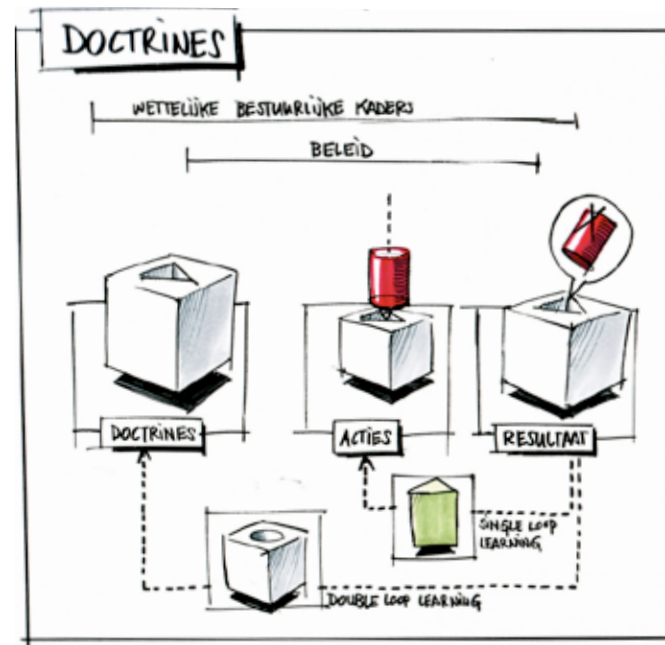 DOCTRINES
WETTELIJKE BESTUURLIJKE KADERS
BELEID
DOCTRINES
ACTIES
RESULTAAT
SINGLE LOOP
LEARNING
DOUBLE LOOP LEARNING